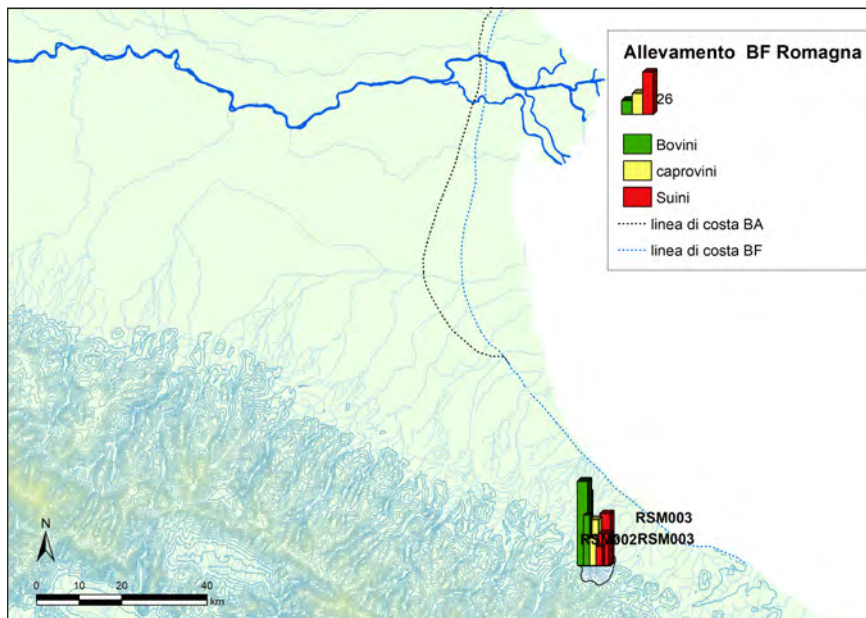 Allevamento BF Romagna
26
Bovini
caprovini
Suini
linea di costa BA
linea di costa BF
RSM003
RSM002RSM003
N
0 10 20 40
km